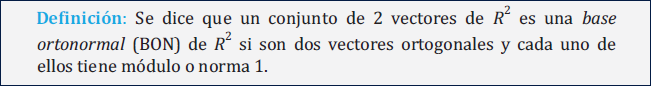 Definición: Se dice que un conjunto de 2 vectores de R² es una base
ortonormal (BON) de R² si son dos vectores ortogonales y cada uno de
ellos tiene módulo o norma 1.